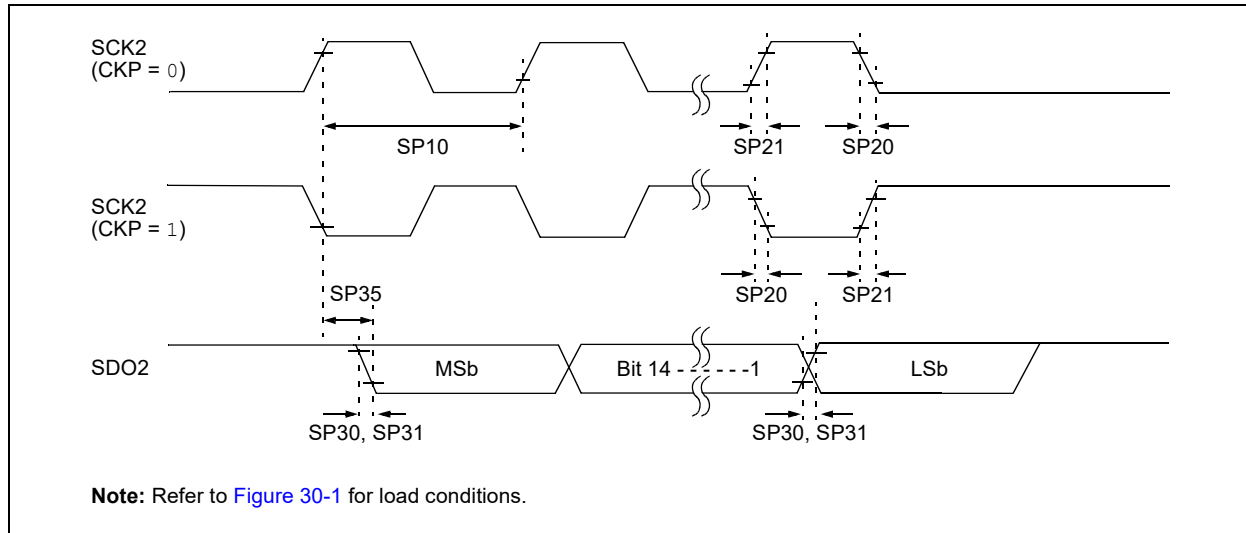 SCK2
(CKP = 0)
SP10
SP21
SP20
SCK2
(CKP = 1)
SP35
SP20
SP21
SDO2
MSb
Bit 14 - - - - - - -1
LSb
SP30, SP31
SP30, SP31
Note: Refer to Figure 30-1 for load conditions.